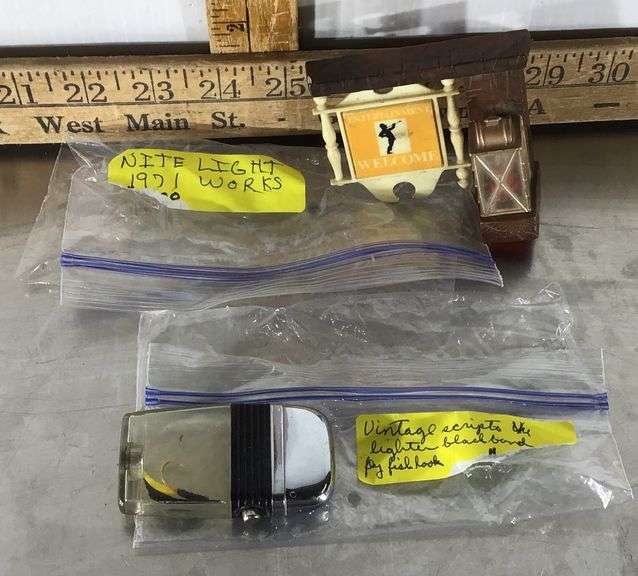 21 22 23 24 25 29 30
West Main St. A
NITE LIGHT
1971 WORKS
WELCOME
Vintage scripto
lighter black band
fishhook